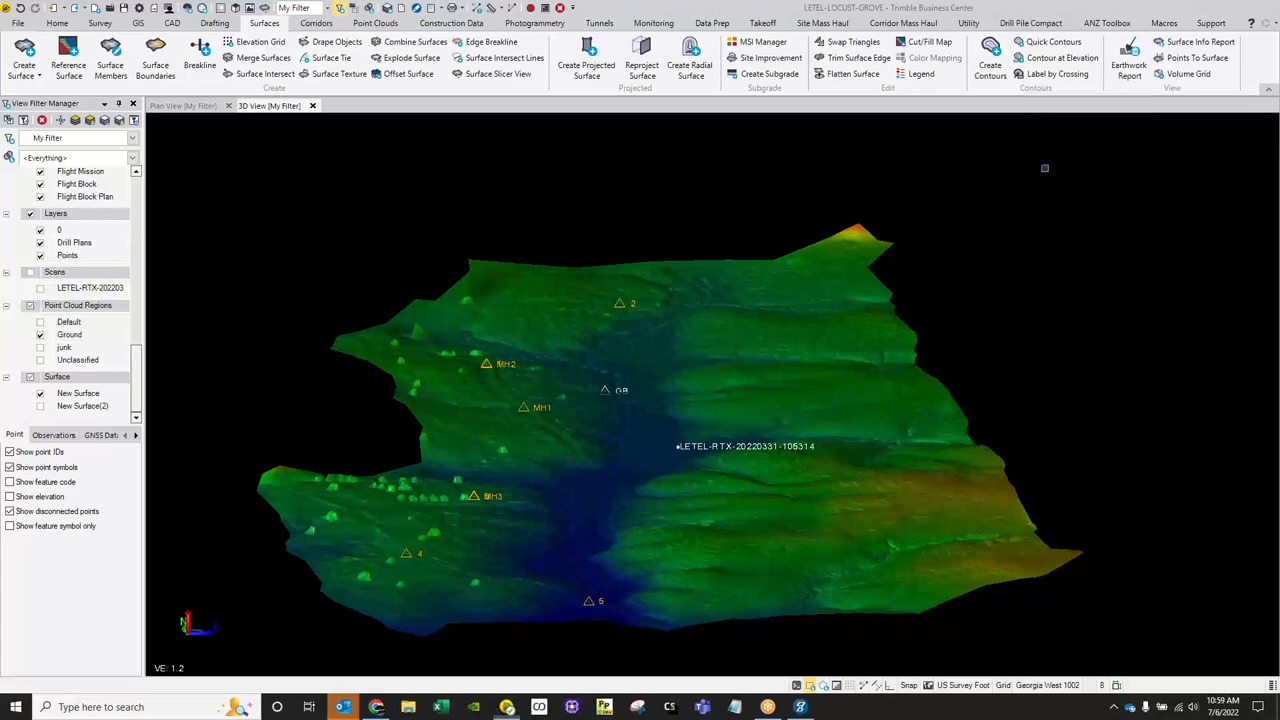 My Filter
LETEL-LOCUST-GROVE - Trimble Business Center
File Home Survey GIS CAD Drafting Surfaces Corridors Point Clouds Construction Data Photogrammetry Tunnels Monitoring Data Prep Takeoff Site Mass Haul Corridor Mass Haul Quantities Utility Drill Pile Compact ANZ Toolbox Macros Support
Create Surface
Reference Surface
Surface Members
Surface Boundaries
Breakline
Elevation Grid Drape Objects Combine Surfaces Edge Breakline
Merge Surfaces Surface Tie Explode Surface Surface Intersect Lines
Surface Intersect Surface Texture Offset Surface Surface Slicer View
Create
Create Projected Surface
Reproject Surface
Create Radial Surface
Projected
MSI Manager
Site Improvement
Create Subgrade
Subgrade
Swap Triangles Cut/Fill Map
Trim Surface Edge Color Mapping
Flatten Surface Legend
Edit
Create Contours
Quick Contours
Contour at Elevation
Label by Crossing
Contours
Earthwork Report
Surface Info Report
Points To Surface
Volume Grid
View
View Filter Manager
Plan View [My Filter] 3D View [My Filter]
My Filter
<Everything>
Flight Mission
Flight Block
Flight Block Plan
Layers
0
Drill Plans
Points
Scans
LETEL-RTX-202203
Point Cloud Regions
Default
Ground
junk
Unclassified
Surface
New Surface
New Surface(2)
Point Observations GNSS Dat
Show point IDs
Show point symbols
Show feature code
Show elevation
Show disconnected points
Show feature symbol only
2
MH2
GB
MH1
LETEL-RTX-20220331-105314
MH3
4
5
N
VE: 1.2
Snap US Survey Foot Grid Georgia West 1002 8
Type here to search
10:59 AM
7/6/2022